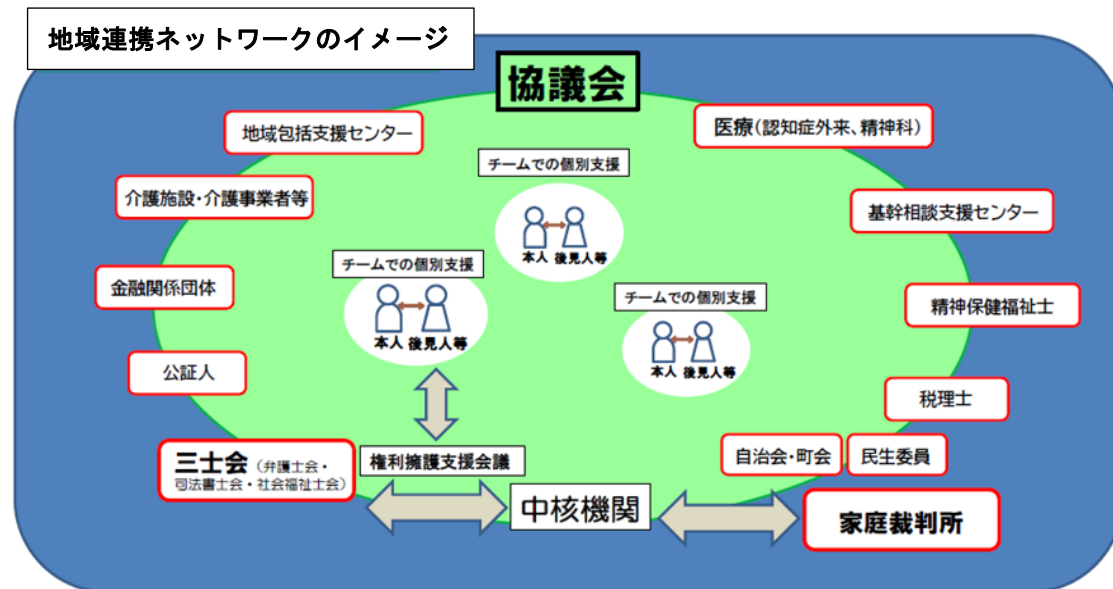 地域連携ネットワークのイメージ
協議会
地域包括支援センター
医療(認知症外来、精神科)
チームでの個別支援
本人 後見人等
介護施設・介護事業者等
基幹相談支援センター
チームでの個別支援
本人 後見人等
金融関係団体
チームでの個別支援
本人 後見人等
精神保健福祉士
公証人
税理士
三士会(弁護士会・
司法書士会・社会福祉士会)
権利擁護支援会議
自治会・町会
民生委員
中核機関
家庭裁判所